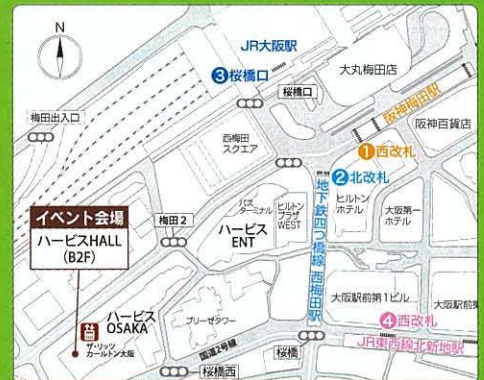 N
JR大阪駅
❸桜橋口
桜橋口
大丸梅田店
阪神梅田駅
阪神百貨店
梅田出入口
西梅田
スクエア
❶西改札
❷北改札
地下鉄四つ橋線 西梅田駅
ヒルトン
ホテル
大阪第一
ホテル
イベント会場
ハービスHALL
(B2F)
梅田2
バス
ターミナル
ヒルトン
プラザ
WEST
ハービス
ENT
ハービス
OSAKA
ザ・リッツ
カールトン大阪
ブリーゼタワー
国道2号線
桜橋西
桜橋
大阪駅前第1ビル
大阪駅前第
❹西改札
JR東西線北新地駅